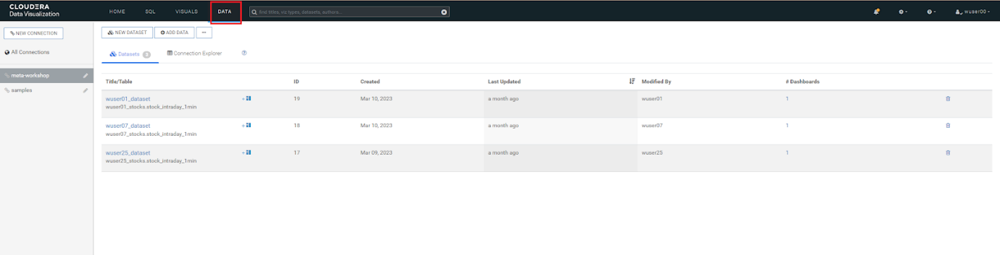 CLOUDERA
Data Visualization
HOME SQL VISUALS DATA
find titles, viz types, datasets, authors...
wuser00
NEW CONNECTION
All Connections
meta-workshop
samples
NEW DATASET ADD DATA ...
Datasets 3 Connection Explorer
Title/Table ID Created Last Updated Modified By # Dashboards
wuser01_dataset 19 Mar 10, 2023 a month ago wuser01 1
wuser01_stocks.stock_intraday_1min
wuser07_dataset 18 Mar 10, 2023 a month ago wuser07 1
wuser07_stocks.stock_intraday_1min
wuser25_dataset 17 Mar 09, 2023 a month ago wuser25 1
wuser25_stocks.stock_intraday_1min